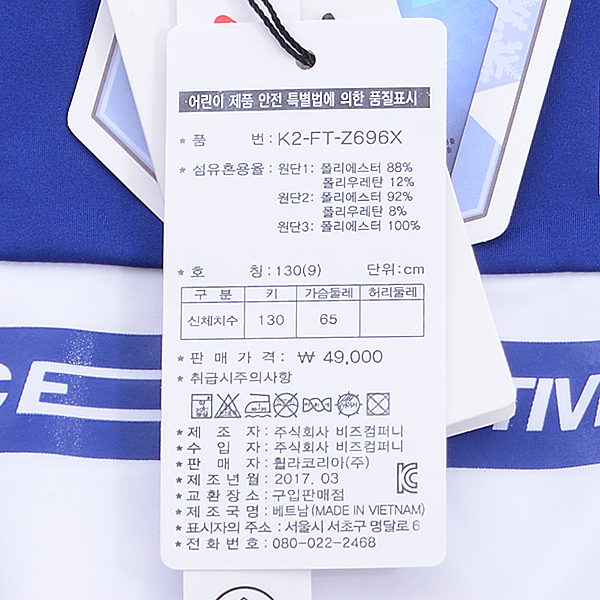 어린이 제품 안전 특별법에 의한 품질표시
* 품 번 : K2-FT-Z696X
* 섬유혼용율 : 원단1: 폴리에스터 88%
폴리우레탄 12%
원단2: 폴리에스터 92%
폴리우레탄 8%
원단3: 폴리에스터 100%
* 호 칭 : 130(9) 단위 : cm
구 분 키 가슴둘레 허리둘레
신체치수 130 65
* 판 매 가 격 : ₩ 49,000
* 취급시주의사항
* 제 조 자 : 주식회사 비즈컴퍼니
* 수 입 자 : 주식회사 비즈컴퍼니
* 판 매 자 : 휠라코리아(주)
* 제 조 년 월 : 2017. 03
* 교 환 장 소 : 구입판매점
* 제 조 국 명 : 베트남(MADE IN VIETNAM)
* 표시자의 주소 : 서울시 서초구 명달로 6
* 전 화 번 호 : 080-022-2468
CE
TIV